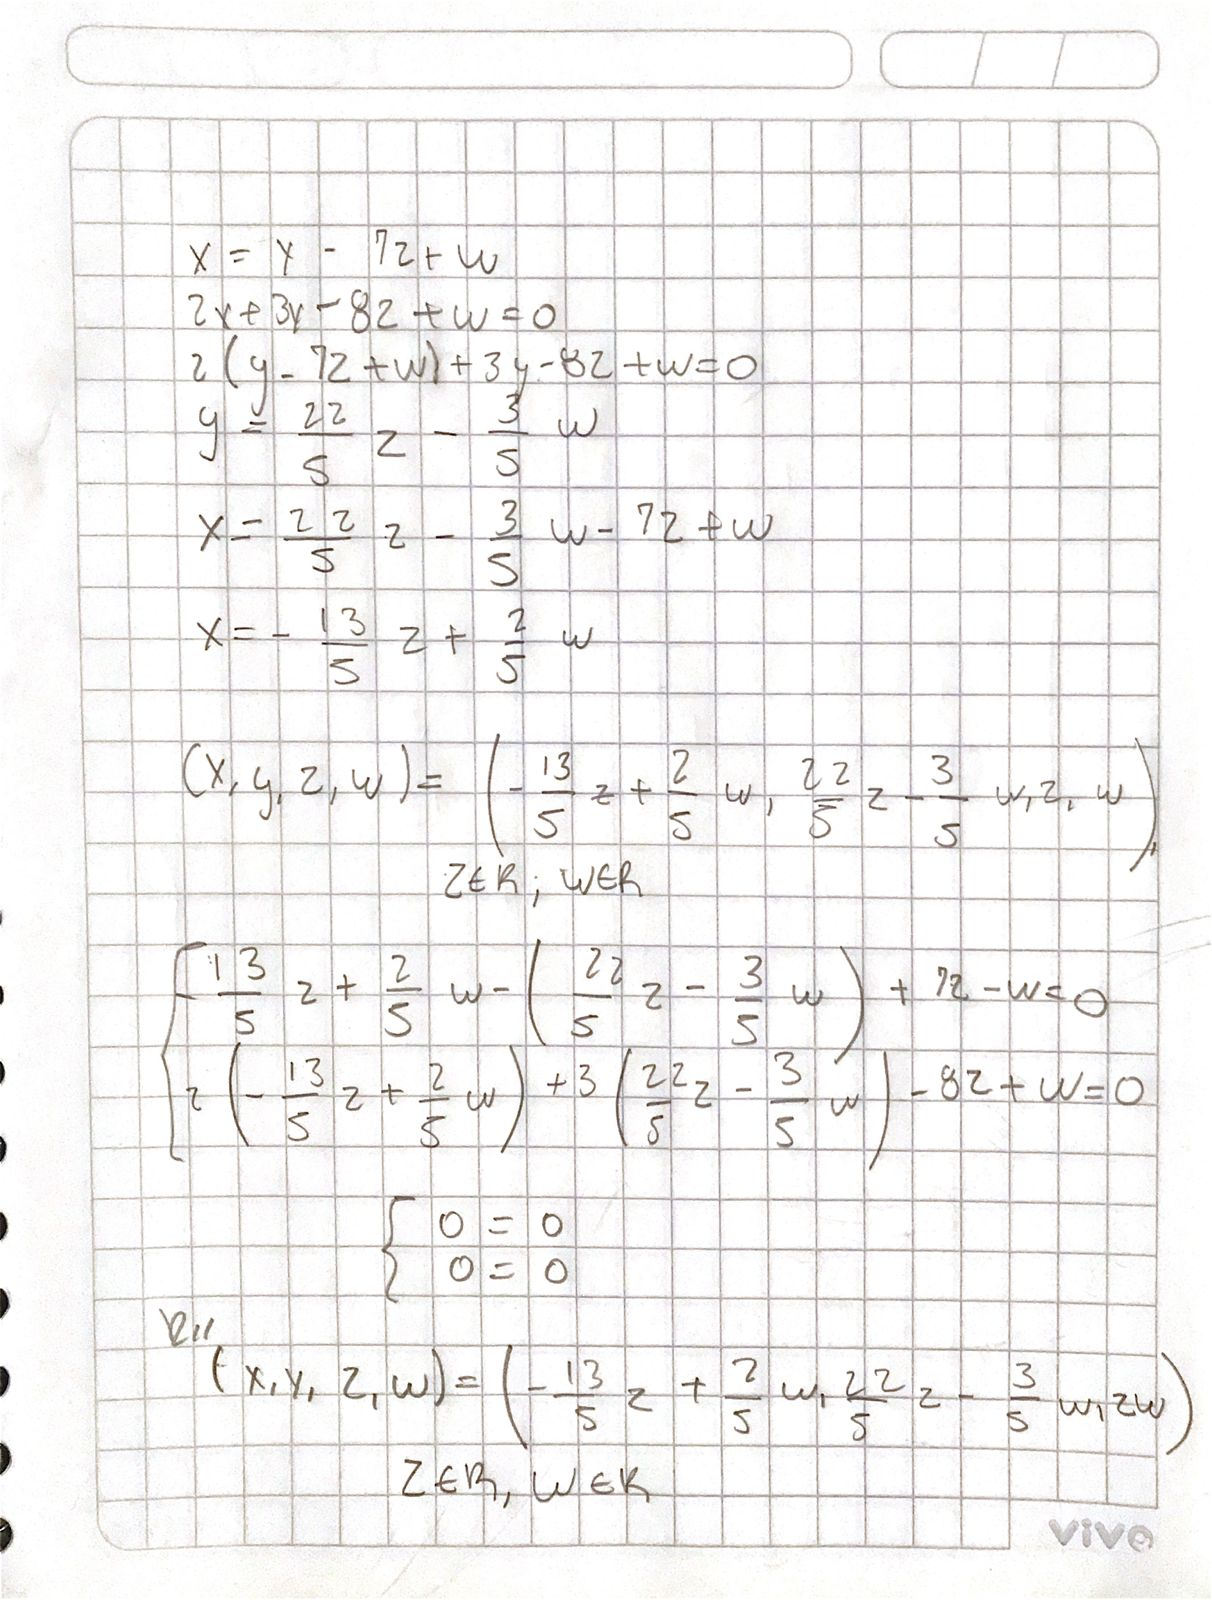 x = y - 7z + w
2x + 3y - 8z + w = 0
2(y - 7z + w) + 3y - 8z + w = 0
y = 22/5 z - 3/5 w
x = 22/5 z - 3/5 w - 7z + w
x = - 13/5 z + 2/5 w
(x, y, z, w) = (- 13/5 z + 2/5 w, 22/5 z - 3/5 w, z, w)
z∈R; w∈R
{ - 13/5 z + 2/5 w - (22/5 z - 3/5 w) + 7z - w = 0
2(- 13/5 z + 2/5 w) + 3(22/5 z - 3/5 w) - 8z + w = 0
{ 0 = 0
0 = 0
R//
(x, y, z, w) = (- 13/5 z + 2/5 w, 22/5 z - 3/5 w, zw)
z∈R, w∈R
vivo